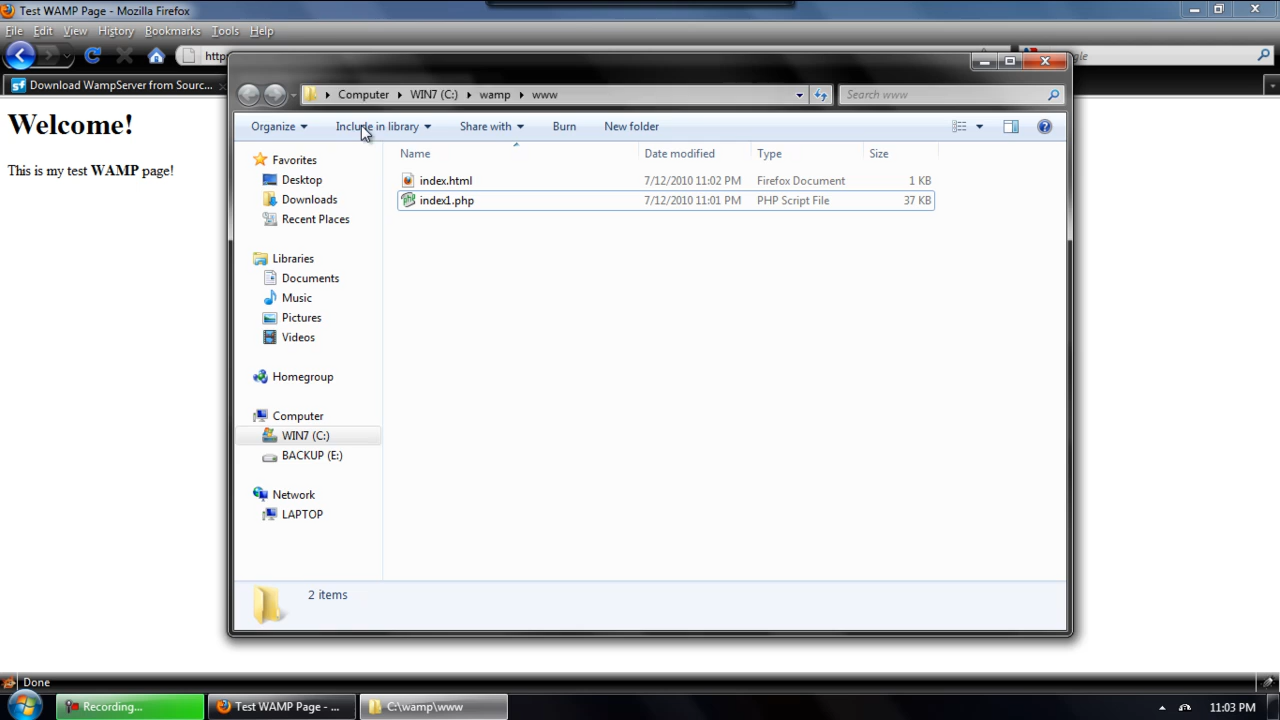 Test WAMP Page - Mozilla Firefox
File Edit View History Bookmarks Tools Help
http
gle
Download WampServer from Sourc...
Welcome!
This is my test WAMP page!
Computer WIN7 (C:) wamp www
Search www
Organize Include in library Share with Burn New folder
Name Date modified Type Size
index.html 7/12/2010 11:02 PM Firefox Document 1 KB
index1.php 7/12/2010 11:01 PM PHP Script File 37 KB
Favorites
Desktop
Downloads
Recent Places
Libraries
Documents
Music
Pictures
Videos
Homegroup
Computer
WIN7 (C:)
BACKUP (E:)
Network
LAPTOP
2 items
Done
Recording... Test WAMP Page - ... C:\wamp\www 11:03 PM